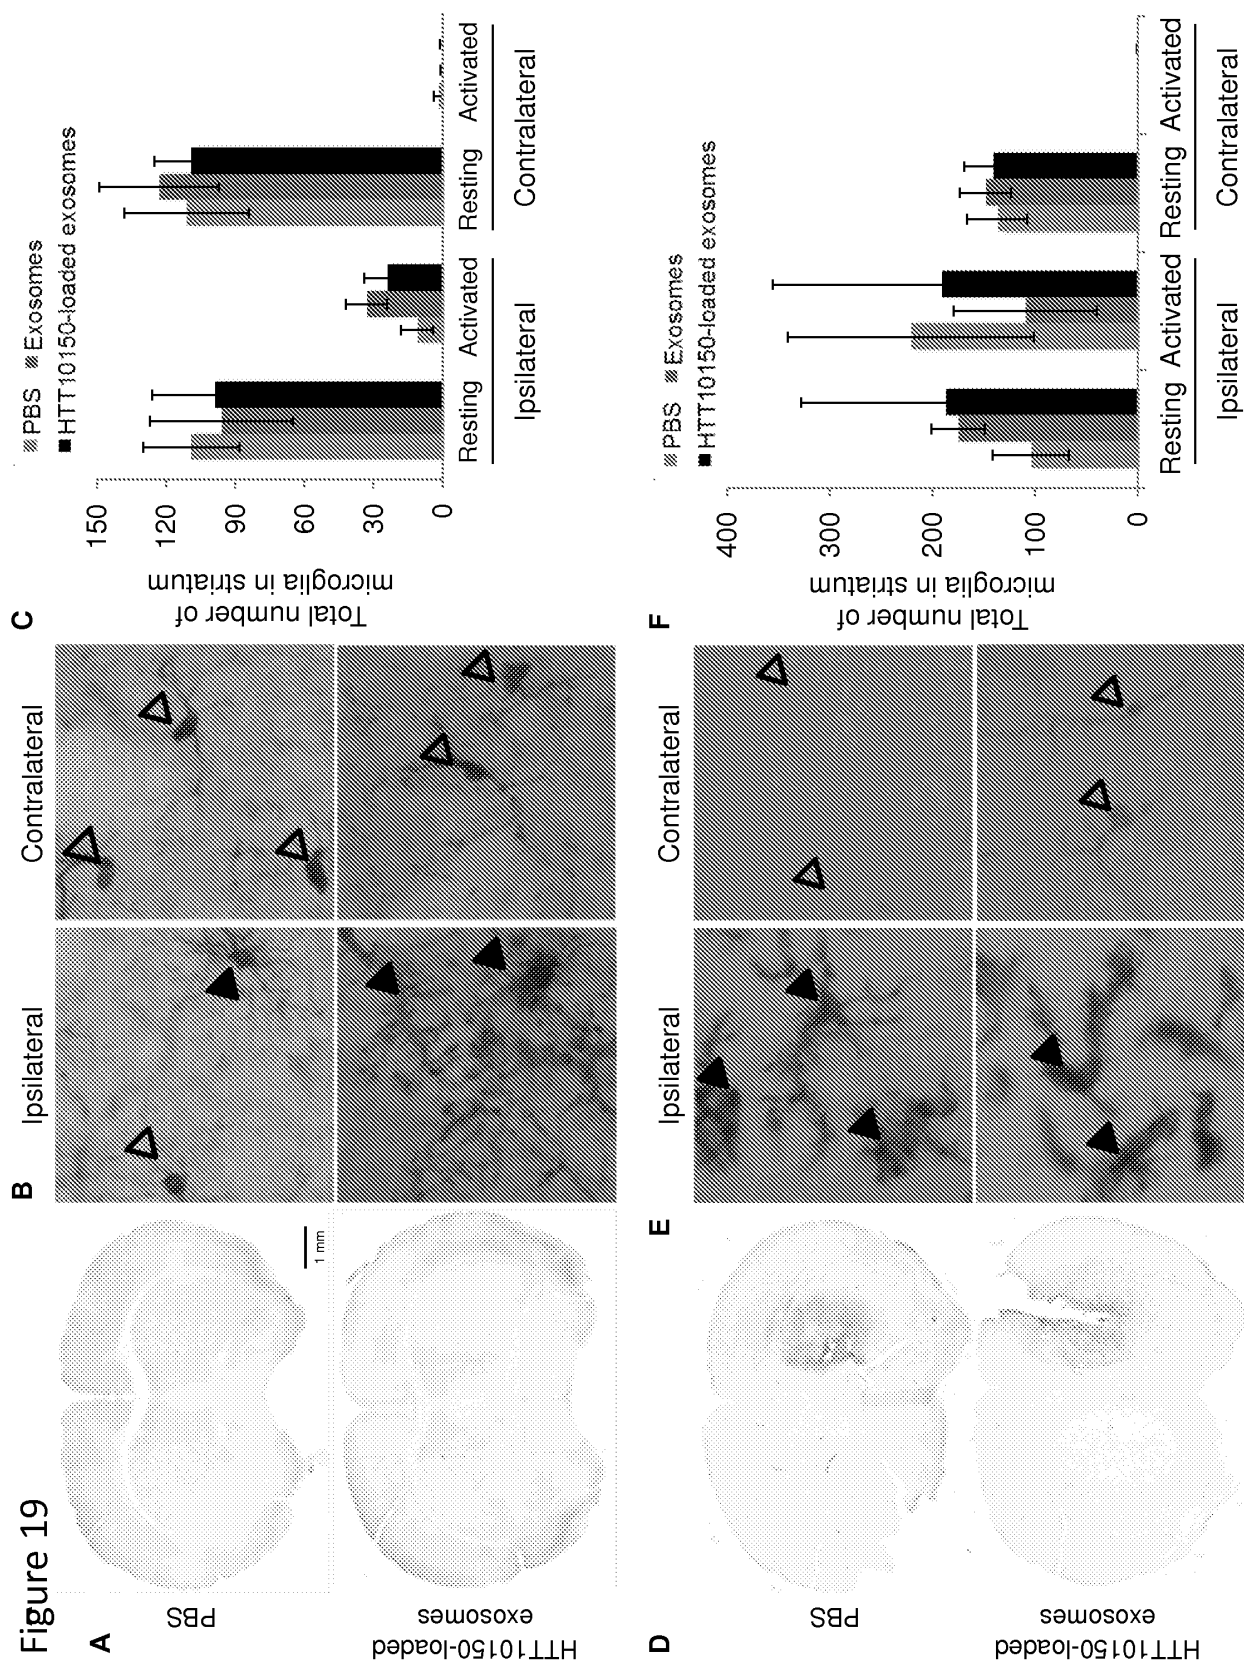 Figure 19
A
PBS
HTT10150-loaded
exosomes
1 mm
B
Ipsilateral
Contralateral
C
Total number of
microglia in striatum
150
120
90
60
30
0
PBS
Exosomes
HTT10150-loaded exosomes
Resting
Activated
Resting
Activated
Ipsilateral
Contralateral
D
PBS
HTT10150-loaded
exosomes
E
Ipsilateral
Contralateral
F
Total number of
microglia in striatum
400
300
200
100
0
PBS
Exosomes
HTT10150-loaded exosomes
Resting
Activated
Resting
Activated
Ipsilateral
Contralateral